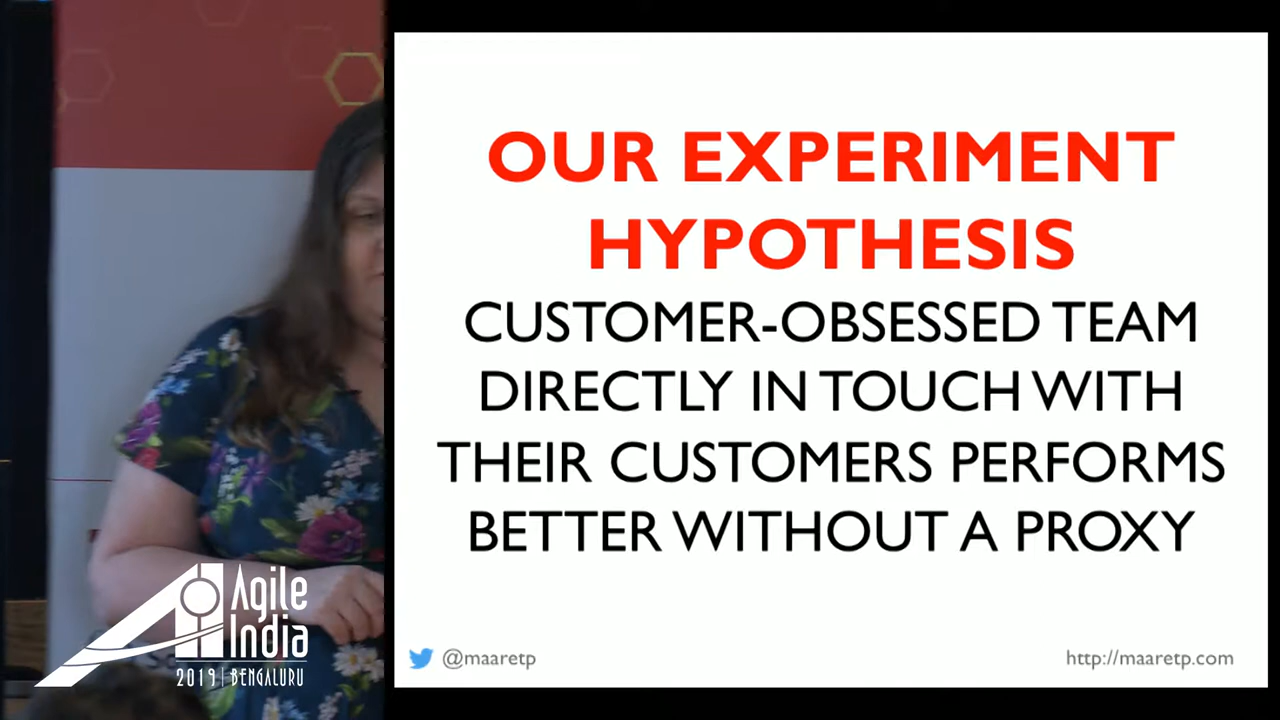 OUR EXPERIMENT
HYPOTHESIS
CUSTOMER-OBSESSED TEAM
DIRECTLY IN TOUCH WITH
THEIR CUSTOMERS PERFORMS
BETTER WITHOUT A PROXY
@maaretp
http://maaretp.com
Agile
India
2019 | BENGALURU